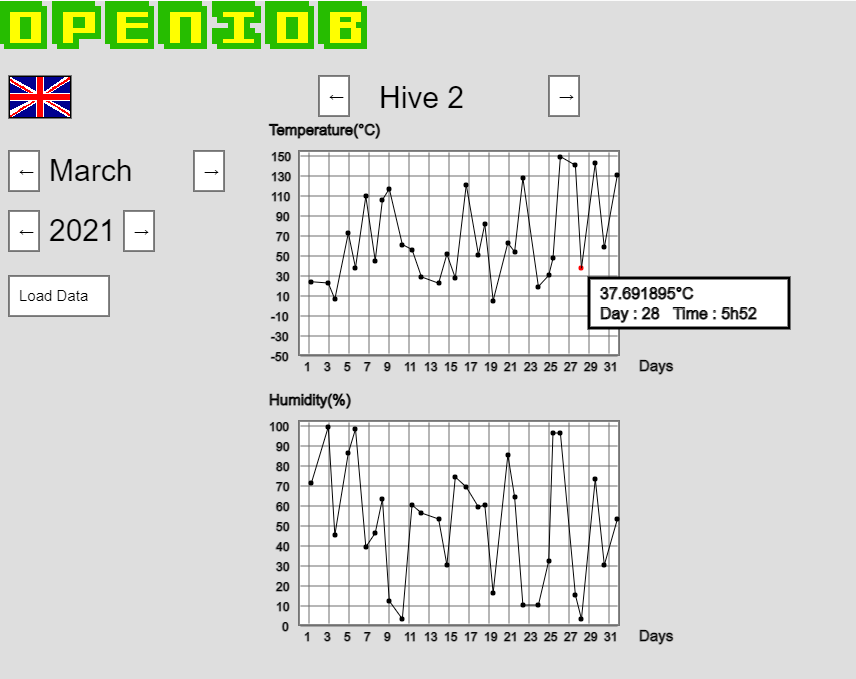 OPENIOB
← Hive 2 →
← March →
← 2021 →
Load Data
Temperature(°C)
150
130
110
90
70
50
30
10
-10
-30
-50
1 3 5 7 9 11 13 15 17 19 21 23 25 27 29 31 Days
37.691895°C
Day : 28 Time : 5h52
Humidity(%)
100
90
80
70
60
50
40
30
20
10
0
1 3 5 7 9 11 13 15 17 19 21 23 25 27 29 31 Days